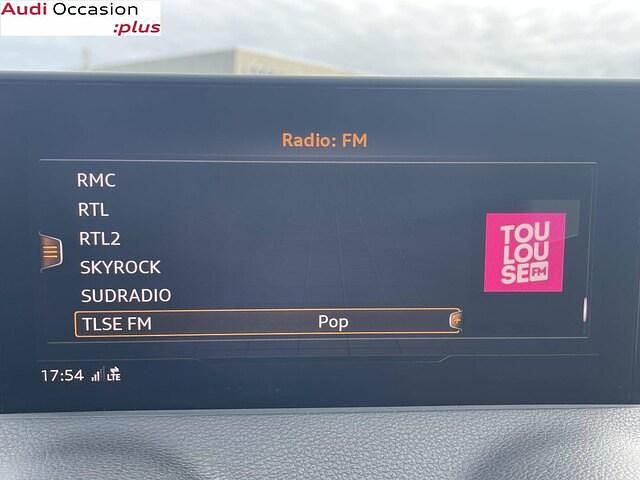 Audi Occasion
:plus
Radio: FM
RMC
RTL
RTL2
SKYROCK
SUDRADIO
TLSE FM Pop
TOU
LOU
SE FM
17:54 LTE